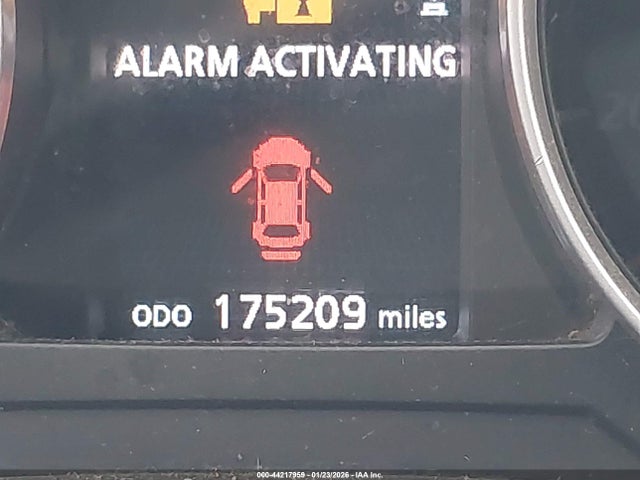 ALARM ACTIVATING
ODO 175209 miles
000-44217959 - 01/23/2026 - IAA Inc.